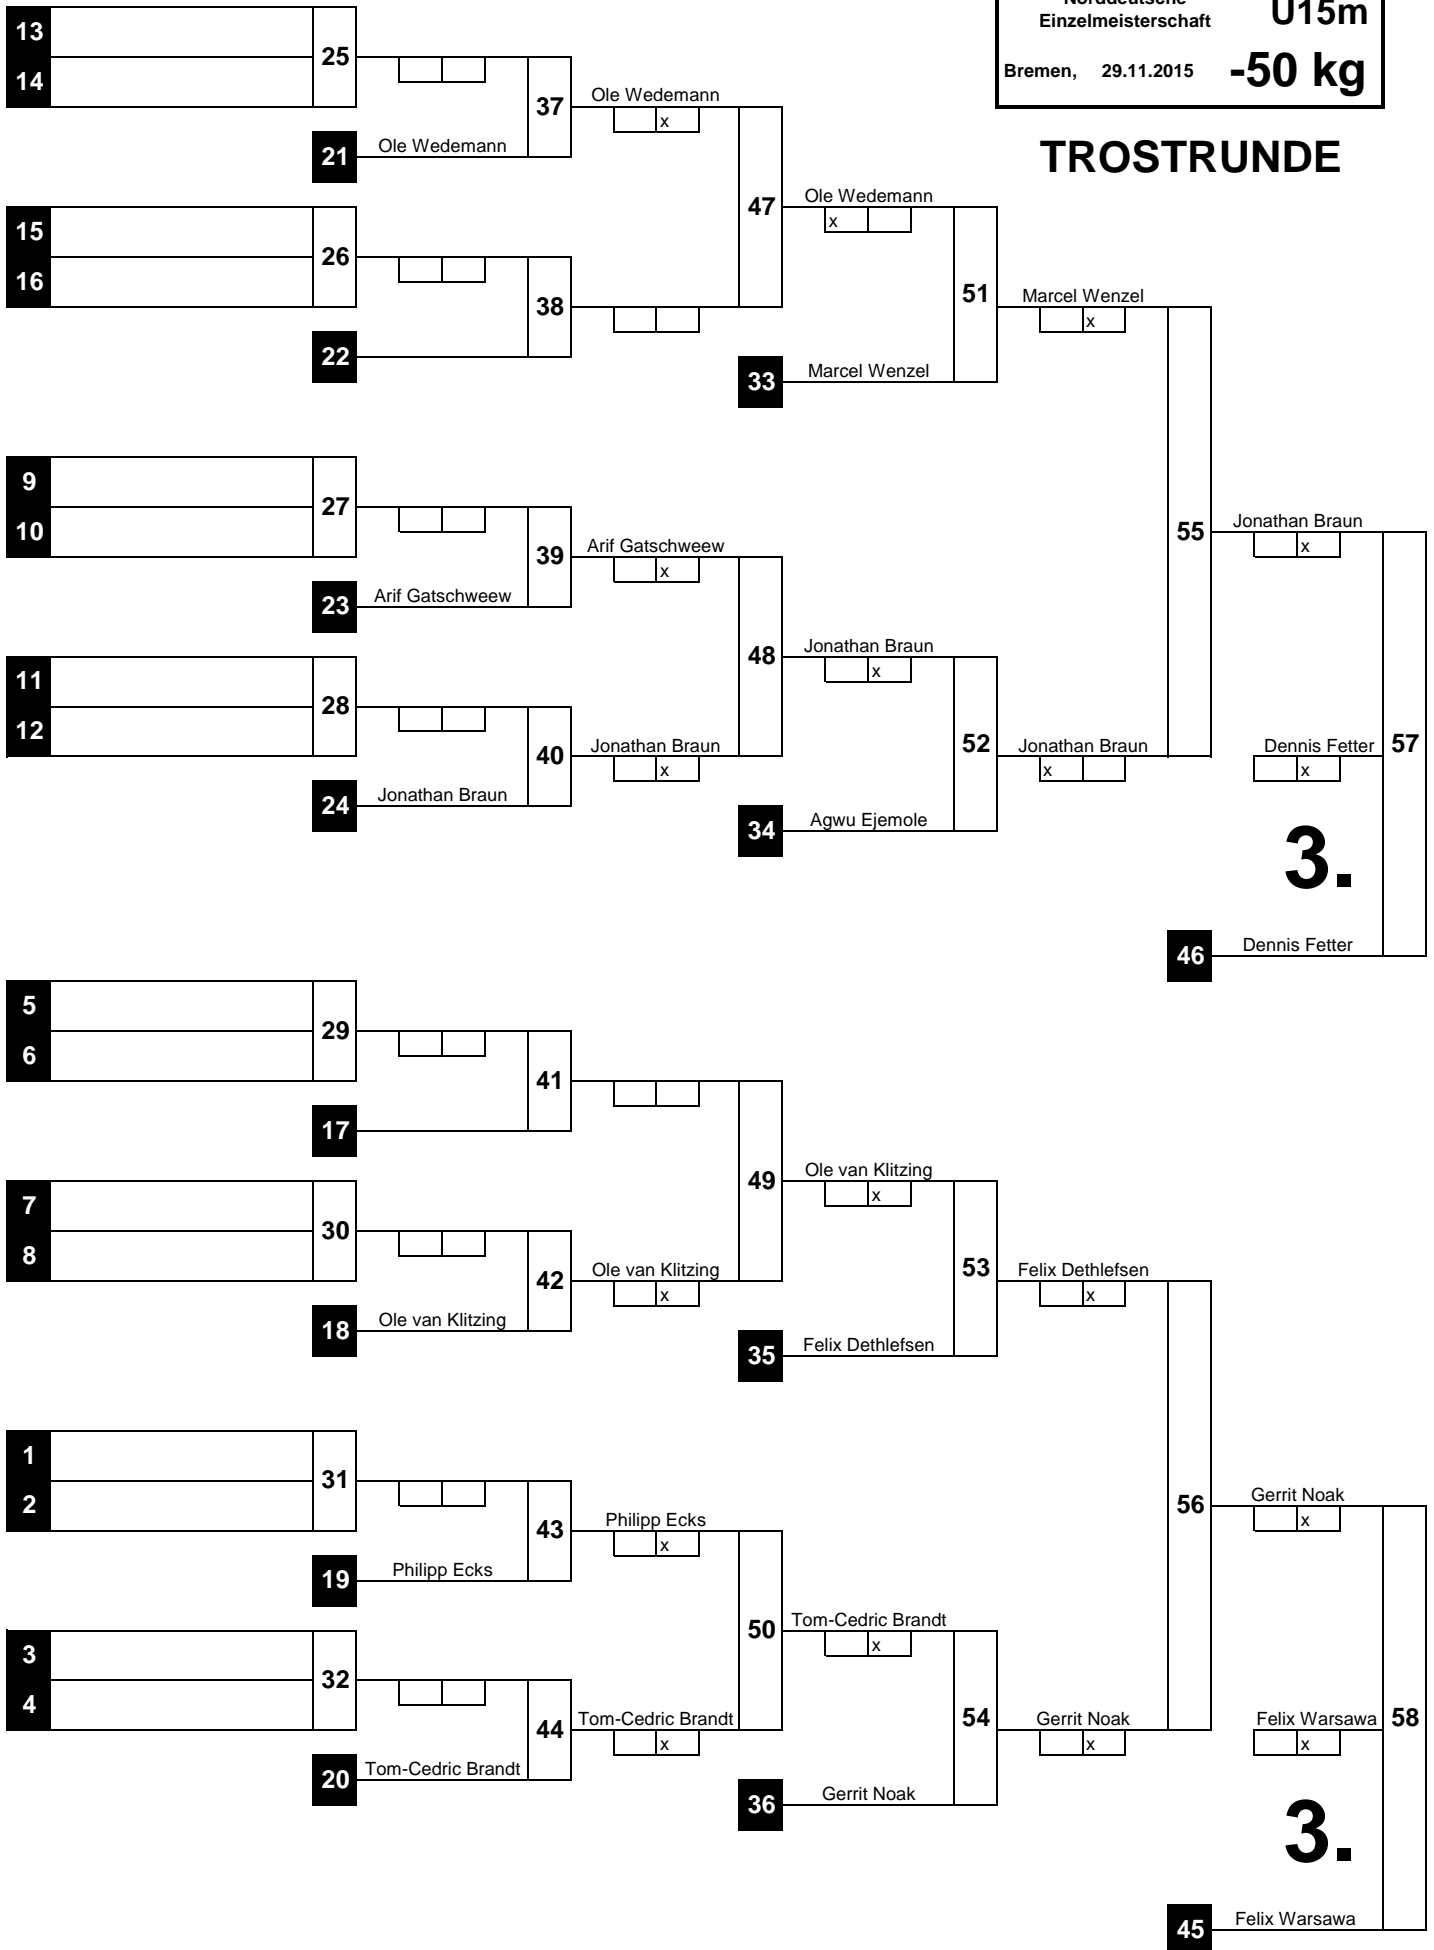 Norddeutsche
Einzelmeisterschaft
U15m
Bremen, 29.11.2015 -50 kg
TROSTRUNDE
13
14
25
37
Ole Wedemann
x
21 Ole Wedemann
47
Ole Wedemann
x
15
16
26
38
22
51
Marcel Wenzel
x
33 Marcel Wenzel
9
10
27
39
Arif Gatschweew
x
23 Arif Gatschweew
55
Jonathan Braun
x
48
Jonathan Braun
x
11
12
28
40
Jonathan Braun
x
24 Jonathan Braun
52
Jonathan Braun
x
34 Agwu Ejemole
Dennis Fetter
x
57
3.
46 Dennis Fetter
5
6
29
41
17
49
Ole van Klitzing
x
7
8
30
42
Ole van Klitzing
x
18 Ole van Klitzing
53
Felix Dethlefsen
x
35 Felix Dethlefsen
1
2
31
43
Philipp Ecks
x
19 Philipp Ecks
56
Gerrit Noak
x
50
Tom-Cedric Brandt
x
3
4
32
44
Tom-Cedric Brandt
x
20 Tom-Cedric Brandt
54
Gerrit Noak
x
36 Gerrit Noak
Felix Warsawa
x
58
3.
45 Felix Warsawa